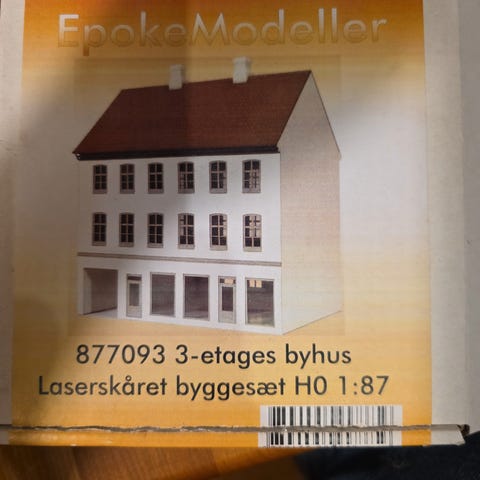 EpokeModeller
877093 3-etages byhus
Laserskåret byggesæt H0 1:87